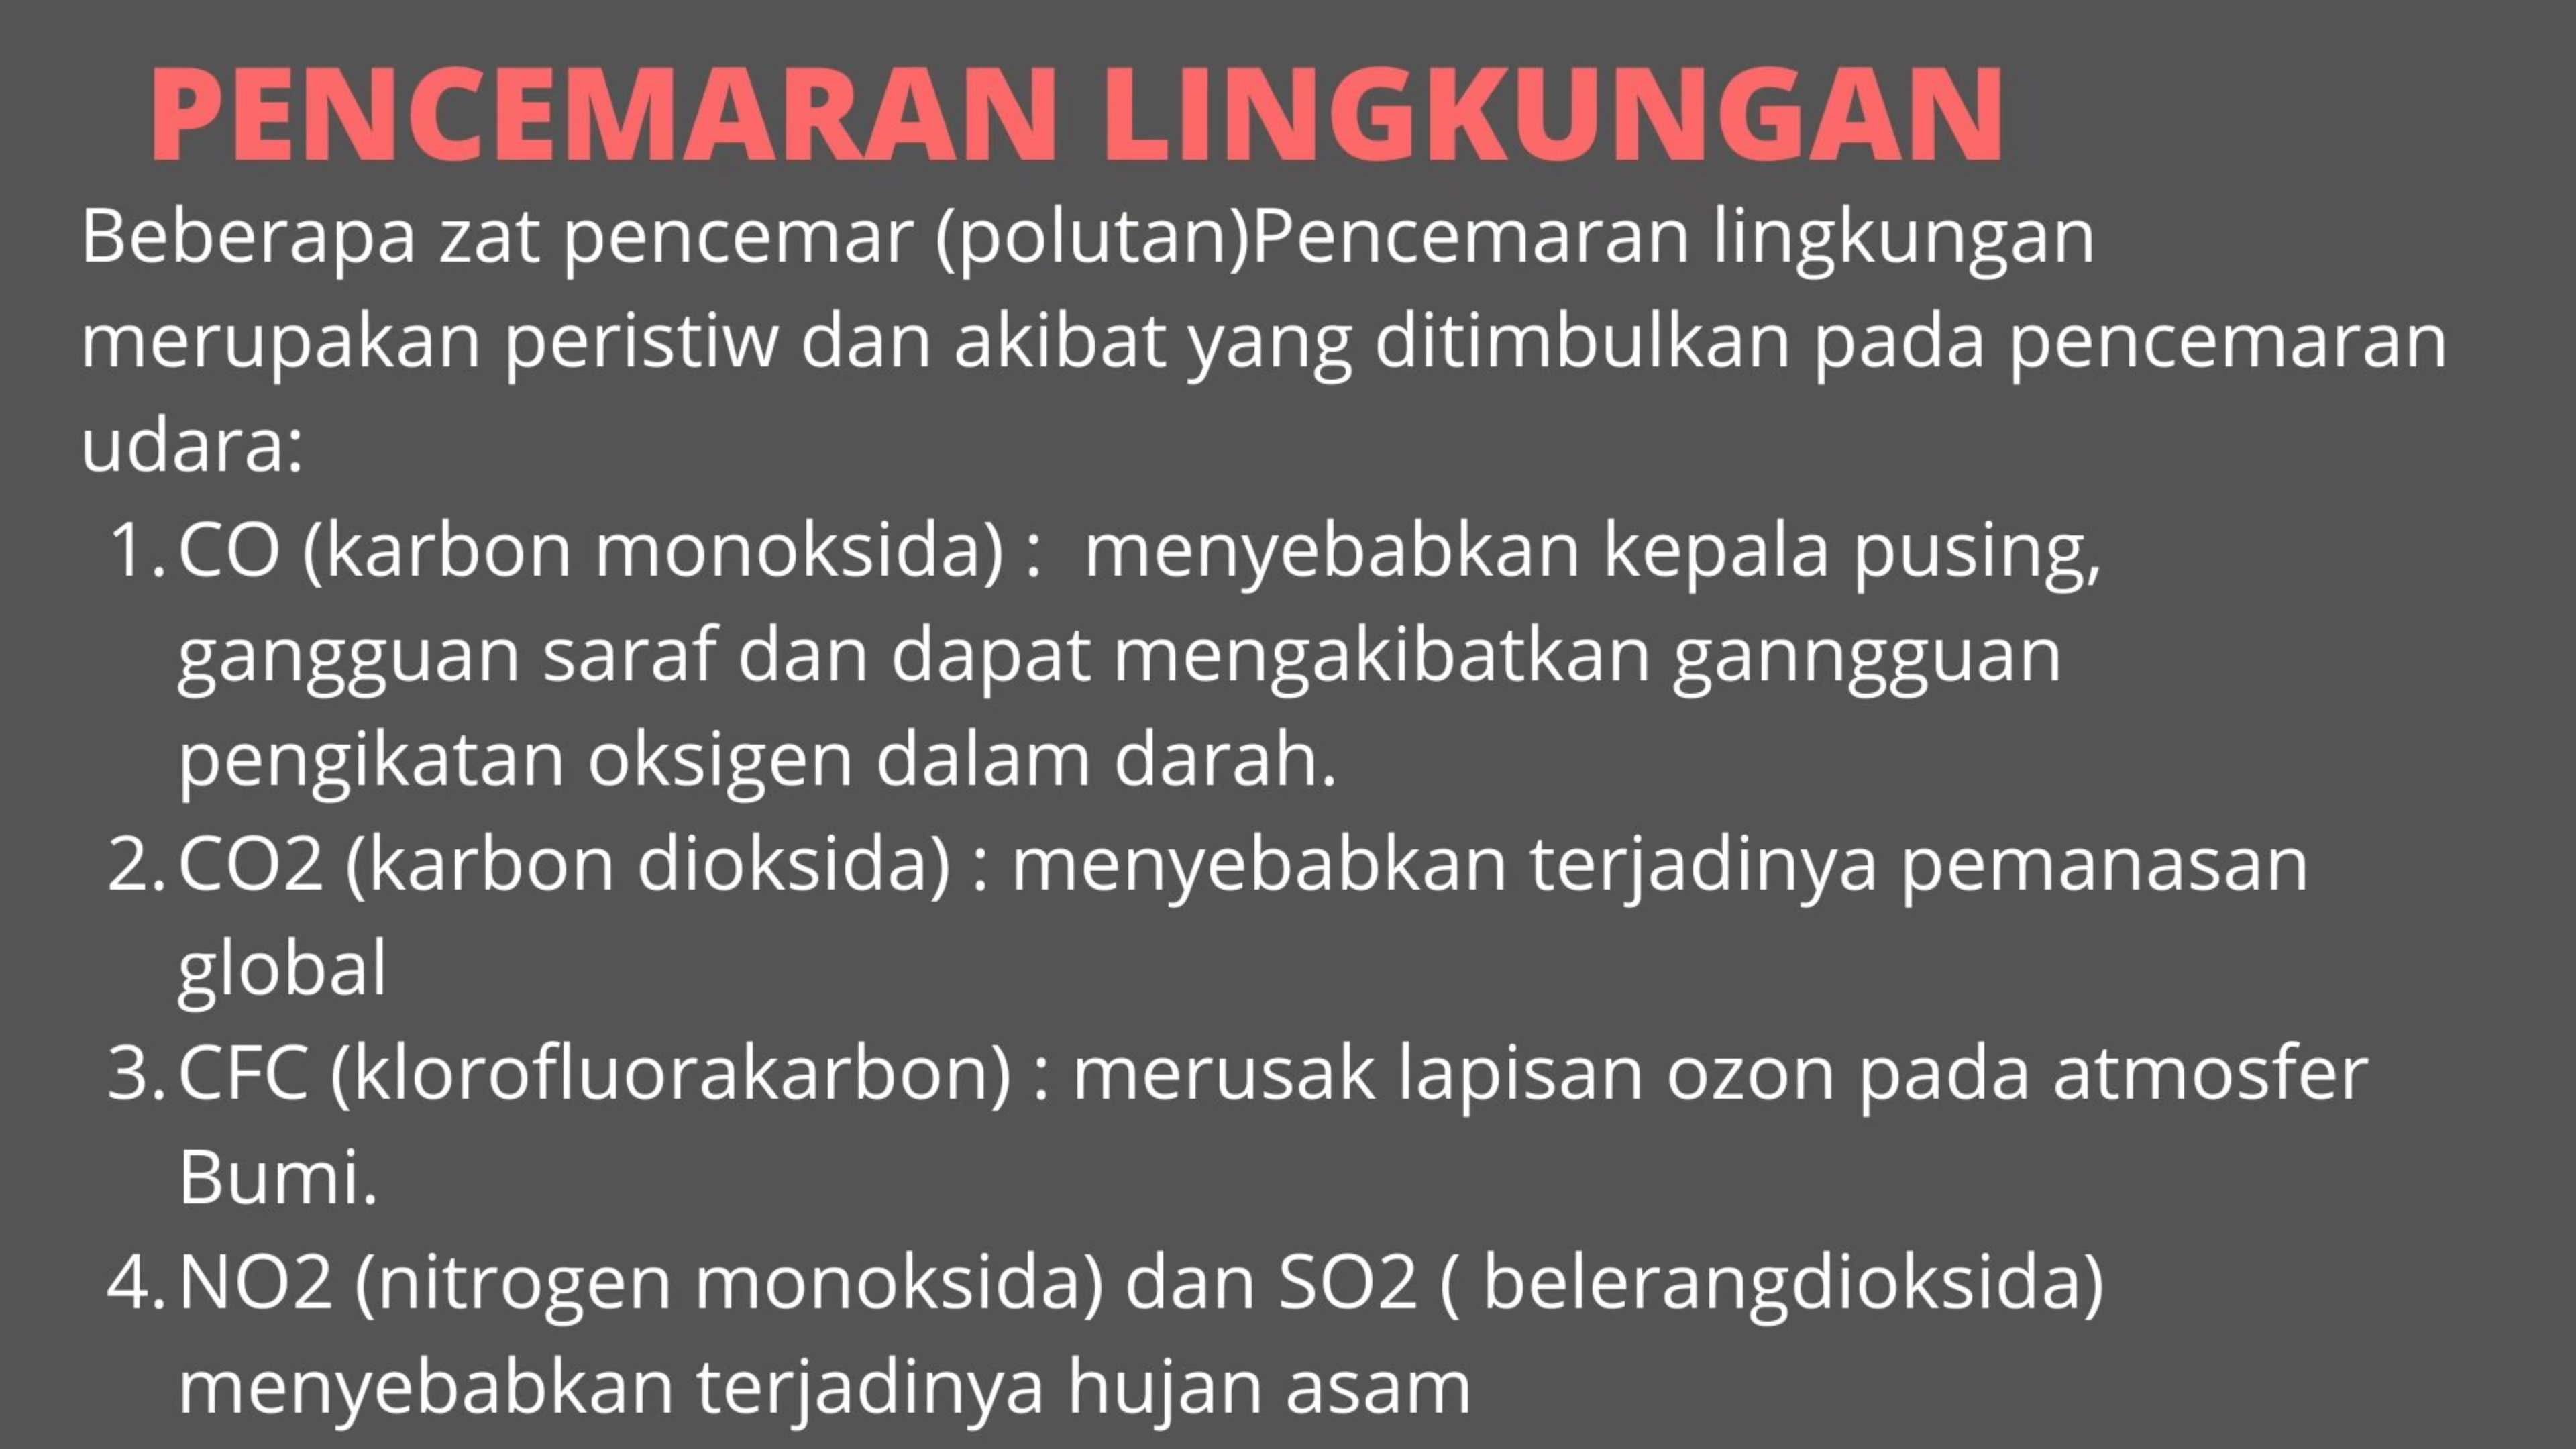 PENCEMARAN LINGKUNGAN
Beberapa zat pencemar (polutan)Pencemaran lingkungan
merupakan peristiw dan akibat yang ditimbulkan pada pencemaran
udara:
1. CO (karbon monoksida) :  menyebabkan kepala pusing,
gangguan saraf dan dapat mengakibatkan ganngguan
pengikatan oksigen dalam darah.
2. CO2 (karbon dioksida) : menyebabkan terjadinya pemanasan
global
3. CFC (klorofluorakarbon) : merusak lapisan ozon pada atmosfer
Bumi.
4. NO2 (nitrogen monoksida) dan SO2 ( belerangdioksida)
menyebabkan terjadinya hujan asam